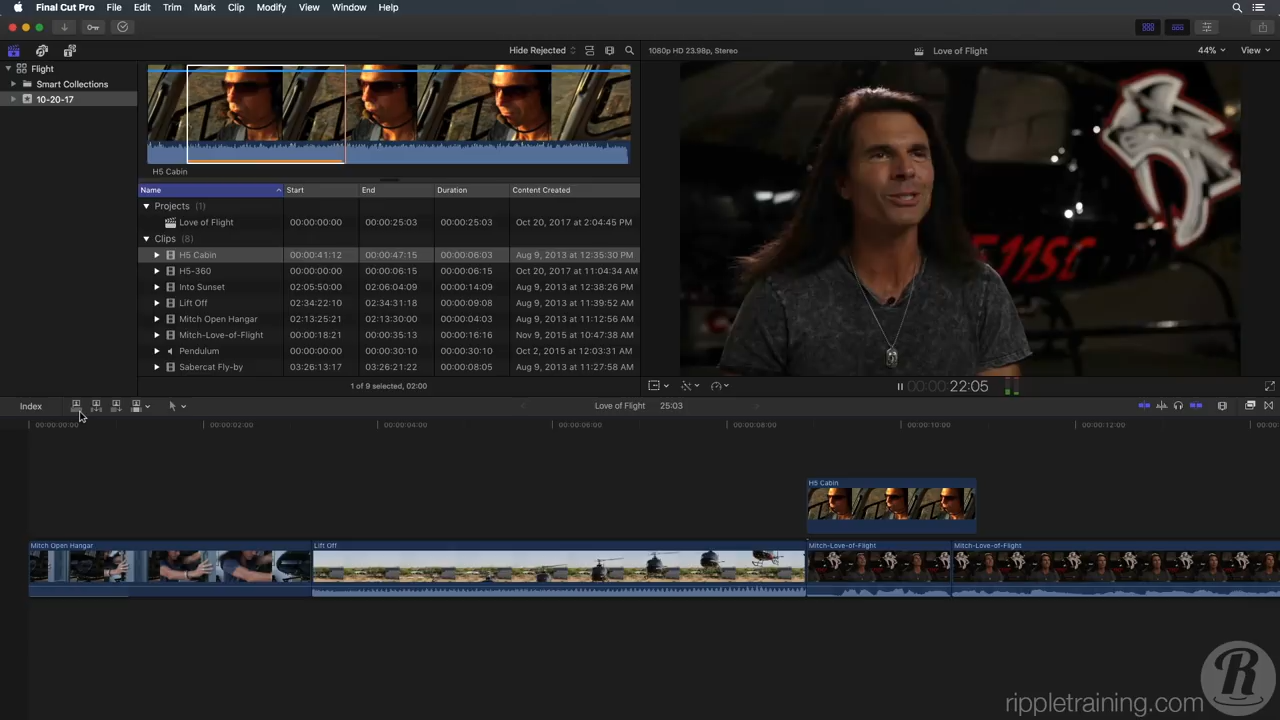 Final Cut Pro File Edit Trim Mark Clip Modify View Window Help
Hide Rejected
1080p HD 23.98p, Stereo
Love of Flight
44%
View
Flight
Smart Collections
10-20-17
H5 Cabin
Name Start End Duration Content Created
Projects (1)
Love of Flight 00:00:00:00 00:00:25:03 00:00:25:03 Oct 20, 2017 at 2:04:45 PM
Clips (8)
H5 Cabin 00:00:41:12 00:00:47:15 00:00:06:03 Aug 9, 2013 at 12:35:30 PM
H5-360 00:00:00:00 00:00:06:15 00:00:06:15 Oct 20, 2017 at 11:04:34 AM
Into Sunset 02:05:50:00 02:06:04:09 00:00:14:09 Aug 9, 2013 at 12:38:26 PM
Lift Off 02:34:22:10 02:34:31:18 00:00:09:08 Aug 9, 2013 at 11:39:52 AM
Mitch Open Hangar 02:13:25:21 02:13:30:00 00:00:04:03 Aug 9, 2013 at 11:12:56 AM
Mitch-Love-of-Flight 00:00:18:21 00:00:35:13 00:00:16:16 Nov 9, 2015 at 10:47:38 AM
Pendulum 00:00:00:00 00:00:30:10 00:00:30:10 Oct 2, 2015 at 12:03:31 AM
Sabercat Fly-by 03:26:13:17 03:26:21:22 00:00:08:05 Aug 9, 2013 at 11:27:58 AM
1 of 9 selected, 02:00
511SC
00:00:00:22:05
Index
Love of Flight 25:03
00:00:00:00 00:00:02:00 00:00:04:00 00:00:06:00 00:00:08:00 00:00:10:00 00:00:12:00 00:00:
H5 Cabin
Mitch Open Hangar
Lift Off
Mitch-Love-of-Flight
Mitch-Love-of-Flight
R
rippletraining.com